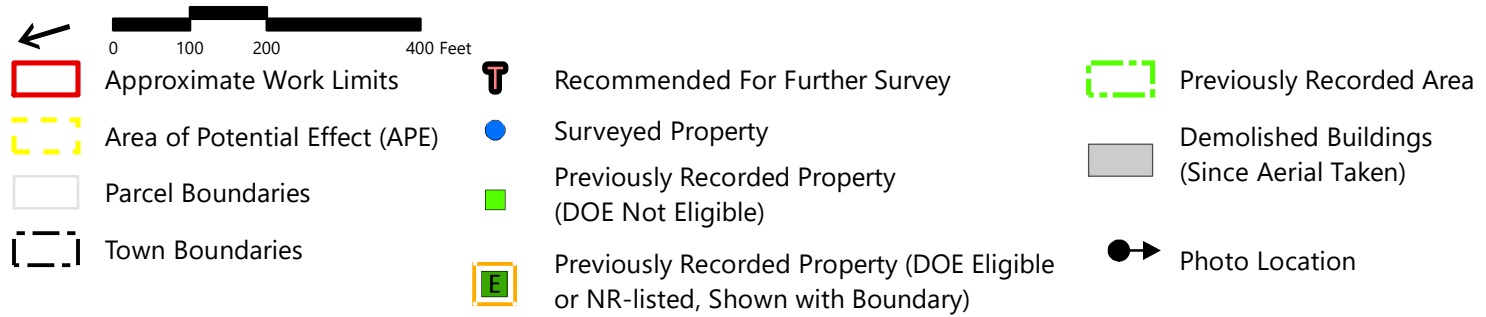 0 100 200 400 Feet
Approximate Work Limits
Area of Potential Effect (APE)
Parcel Boundaries
Town Boundaries
T Recommended For Further Survey
Surveyed Property
Previously Recorded Property
(DOE Not Eligible)
E Previously Recorded Property (DOE Eligible
or NR-listed, Shown with Boundary)
Previously Recorded Area
Demolished Buildings
(Since Aerial Taken)
Photo Location